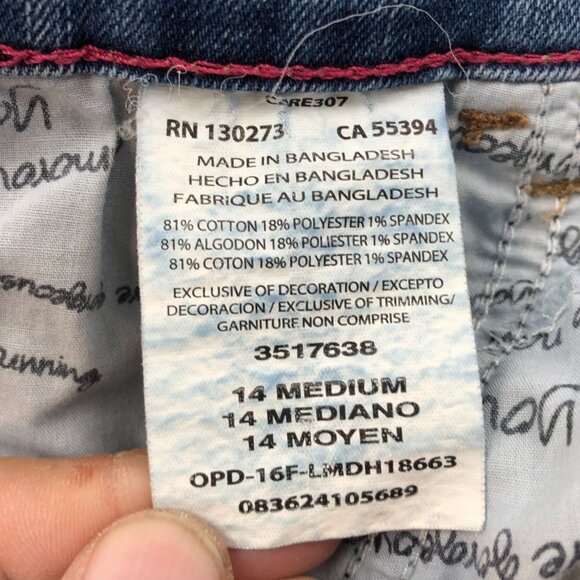 CARE307
RN 130273 CA 55394
MADE IN BANGLADESH
HECHO EN BANGLADESH
FABRIQUE AU BANGLADESH
81% COTTON 18% POLYESTER 1% SPANDEX
81% ALGODON 18% POLIESTER 1% SPANDEX
81% COTON 18% POLYESTER 1% SPANDEX
EXCLUSIVE OF DECORATION / EXCEPTO
DECORACION / EXCLUSIVE OF TRIMMING/
GARNITURE NON COMPRISE
3517638
14 MEDIUM
14 MEDIANO
14 MOYEN
OPD-16F-LMDH18663
083624105689